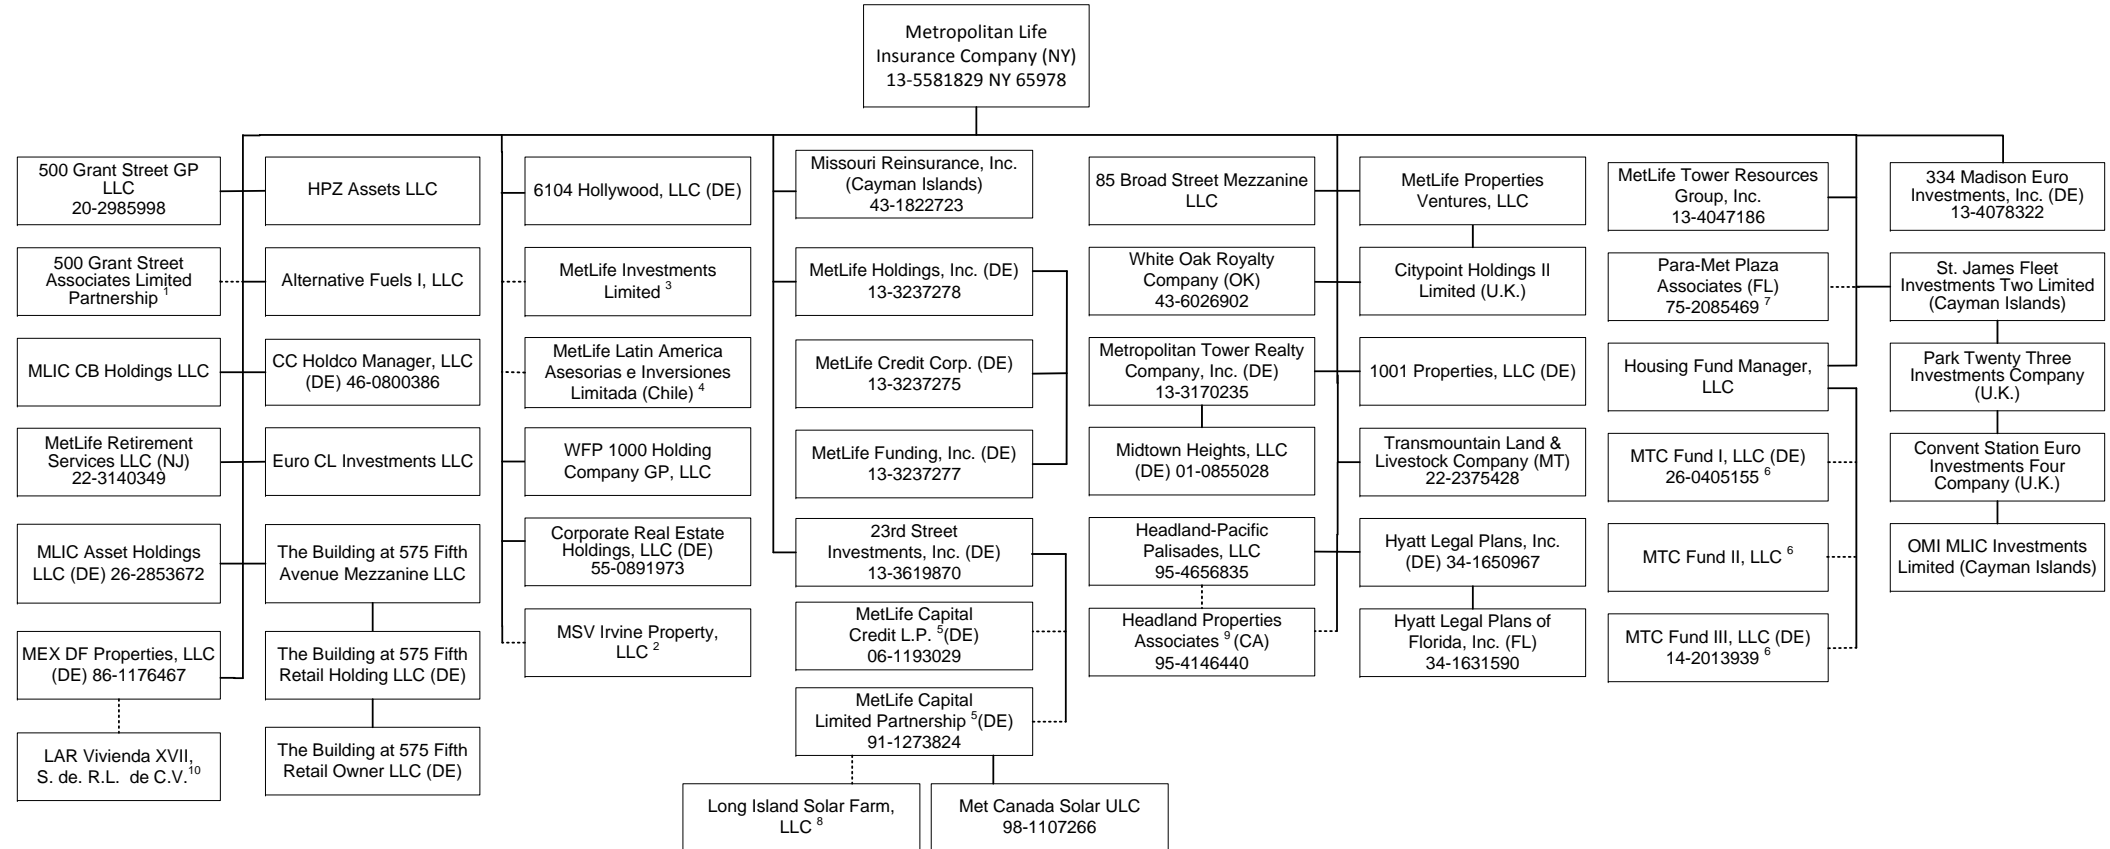 Metropolitan Life
Insurance Company (NY)
13-5581829 NY 65978
500 Grant Street GP
LLC
20-2985998
HPZ Assets LLC
6104 Hollywood, LLC (DE)
Missouri Reinsurance, Inc.
(Cayman Islands)
43-1822723
85 Broad Street Mezzanine
LLC
MetLife Properties
Ventures, LLC
MetLife Tower Resources
Group, Inc.
13-4047186
334 Madison Euro
Investments, Inc. (DE)
13-4078322
500 Grant Street
Associates Limited
Partnership 1
Alternative Fuels I, LLC
MetLife Investments
Limited 3
MetLife Holdings, Inc. (DE)
13-3237278
White Oak Royalty
Company (OK)
43-6026902
Citypoint Holdings II
Limited (U.K.)
Para-Met Plaza
Associates (FL)
75-2085469 7
St. James Fleet
Investments Two Limited
(Cayman Islands)
MLIC CB Holdings LLC
CC Holdco Manager, LLC
(DE) 46-0800386
MetLife Latin America
Asesorias e Inversiones
Limitada (Chile) 4
MetLife Credit Corp. (DE)
13-3237275
Metropolitan Tower Realty
Company, Inc. (DE)
13-3170235
1001 Properties, LLC (DE)
Housing Fund Manager,
LLC
Park Twenty Three
Investments Company
(U.K.)
MetLife Retirement
Services LLC (NJ)
22-3140349
Euro CL Investments LLC
WFP 1000 Holding
Company GP, LLC
MetLife Funding, Inc. (DE)
13-3237277
Midtown Heights, LLC
(DE) 01-0855028
Transmountain Land &
Livestock Company (MT)
22-2375428
MTC Fund I, LLC (DE)
26-0405155 6
Convent Station Euro
Investments Four
Company (U.K.)
MLIC Asset Holdings
LLC (DE) 26-2853672
The Building at 575 Fifth
Avenue Mezzanine LLC
Corporate Real Estate
Holdings, LLC (DE)
55-0891973
23rd Street
Investments, Inc. (DE)
13-3619870
Headland-Pacific
Palisades, LLC
95-4656835
Hyatt Legal Plans, Inc.
(DE) 34-1650967
MTC Fund II, LLC 6
OMI MLIC Investments
Limited (Cayman Islands)
MEX DF Properties, LLC
(DE) 86-1176467
The Building at 575 Fifth
Retail Holding LLC (DE)
MSV Irvine Property,
LLC 2
MetLife Capital
Credit L.P. 5 (DE)
06-1193029
Headland Properties
Associates 9 (CA)
95-4146440
Hyatt Legal Plans of
Florida, Inc. (FL)
34-1631590
MTC Fund III, LLC (DE)
14-2013939 6
MetLife Capital
Limited Partnership 5 (DE)
91-1273824
LAR Vivienda XVII,
S. de. R.L. de C.V.10
The Building at 575 Fifth
Retail Owner LLC (DE)
Long Island Solar Farm,
LLC 8
Met Canada Solar ULC
98-1107266